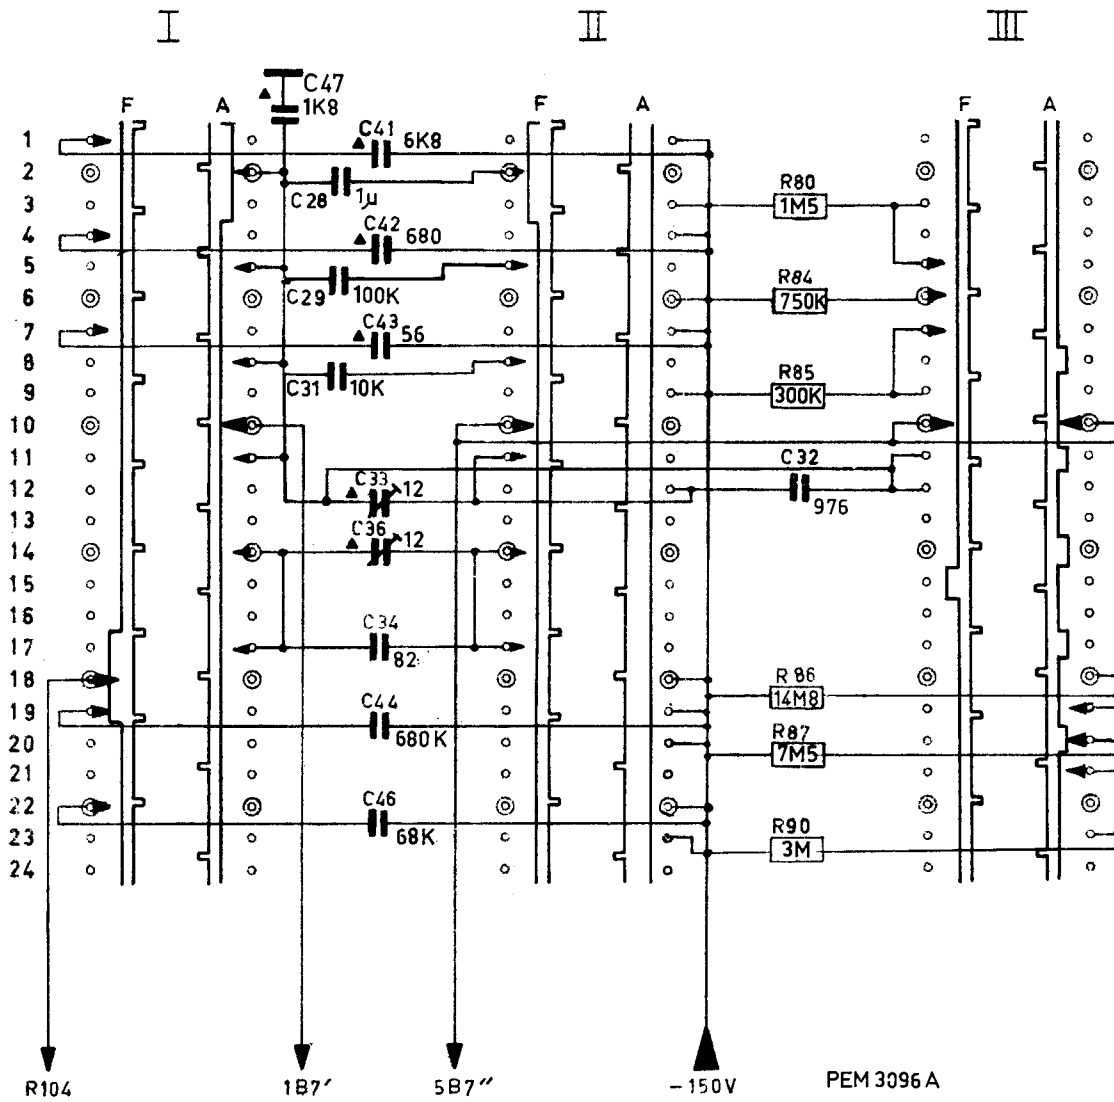 I II III
C47
1K8
F A F A F A
1 C41 6K8
2
C28 1µ
R80
3 1M5
4 C42 680
5
C29 100K
6 R84
750K
7 C43 56
8
C31 10K
R85
9 300K
10
11 C32
12 C33 12
976
13 C36 12
14
15
16
17 C34
82
18 R86
14M8
19 C44
680K
R87
20 7M5
21
22 C46
68K
23 R90
3M
24
R104 1B7′ 5B7″ -150V PEM 3096 A